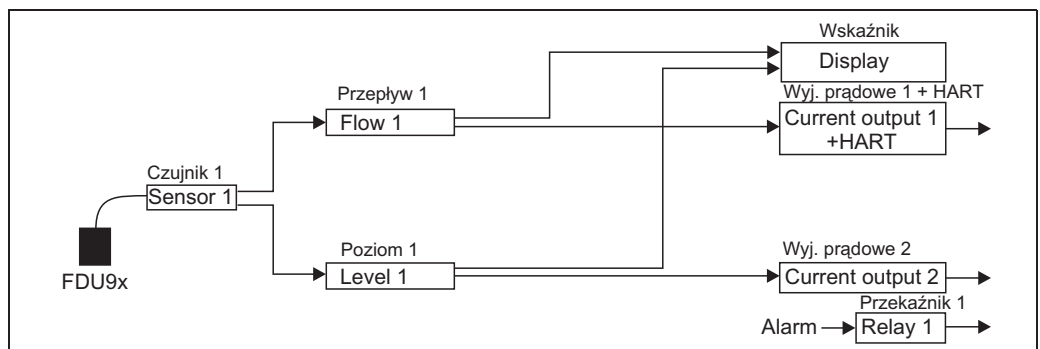 Wskaźnik
Display
Wyj. prądowe 1 + HART
Przepływ 1
Flow 1
Current output 1
+HART
Czujnik 1
Sensor 1
FDU9x
Poziom 1
Level 1
Wyj. prądowe 2
Current output 2
Przekaźnik 1
Alarm
Relay 1